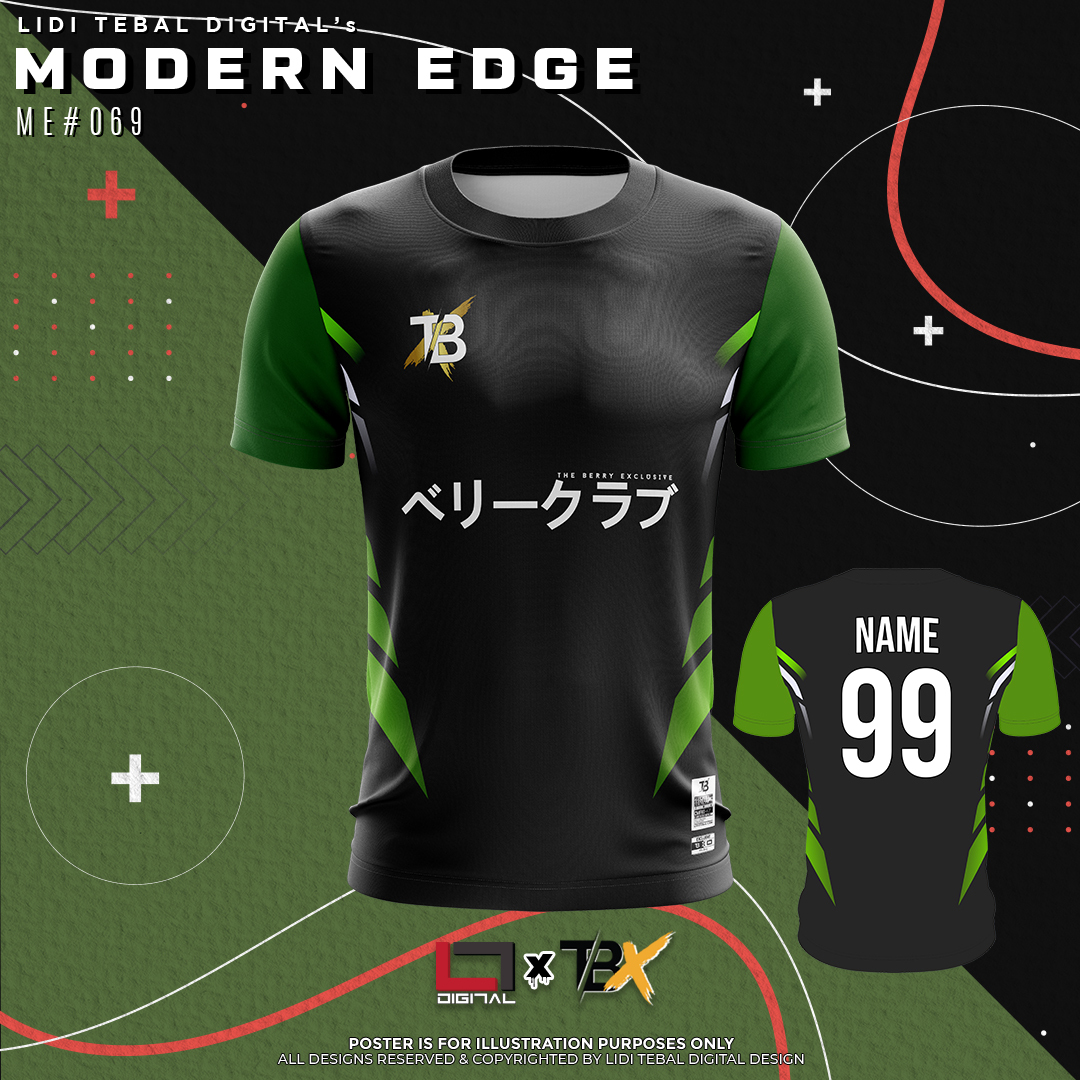 LIDI TEBAL DIGITAL's
MODERN EDGE
ME#069
TB
THE BERRY EXCLUSIVE
ベリークラブ
NAME
99
TB
DIGITAL X TBX
POSTER IS FOR ILLUSTRATION PURPOSES ONLY
ALL DESIGNS RESERVED & COPYRIGHTED BY LIDI TEBAL DIGITAL DESIGN